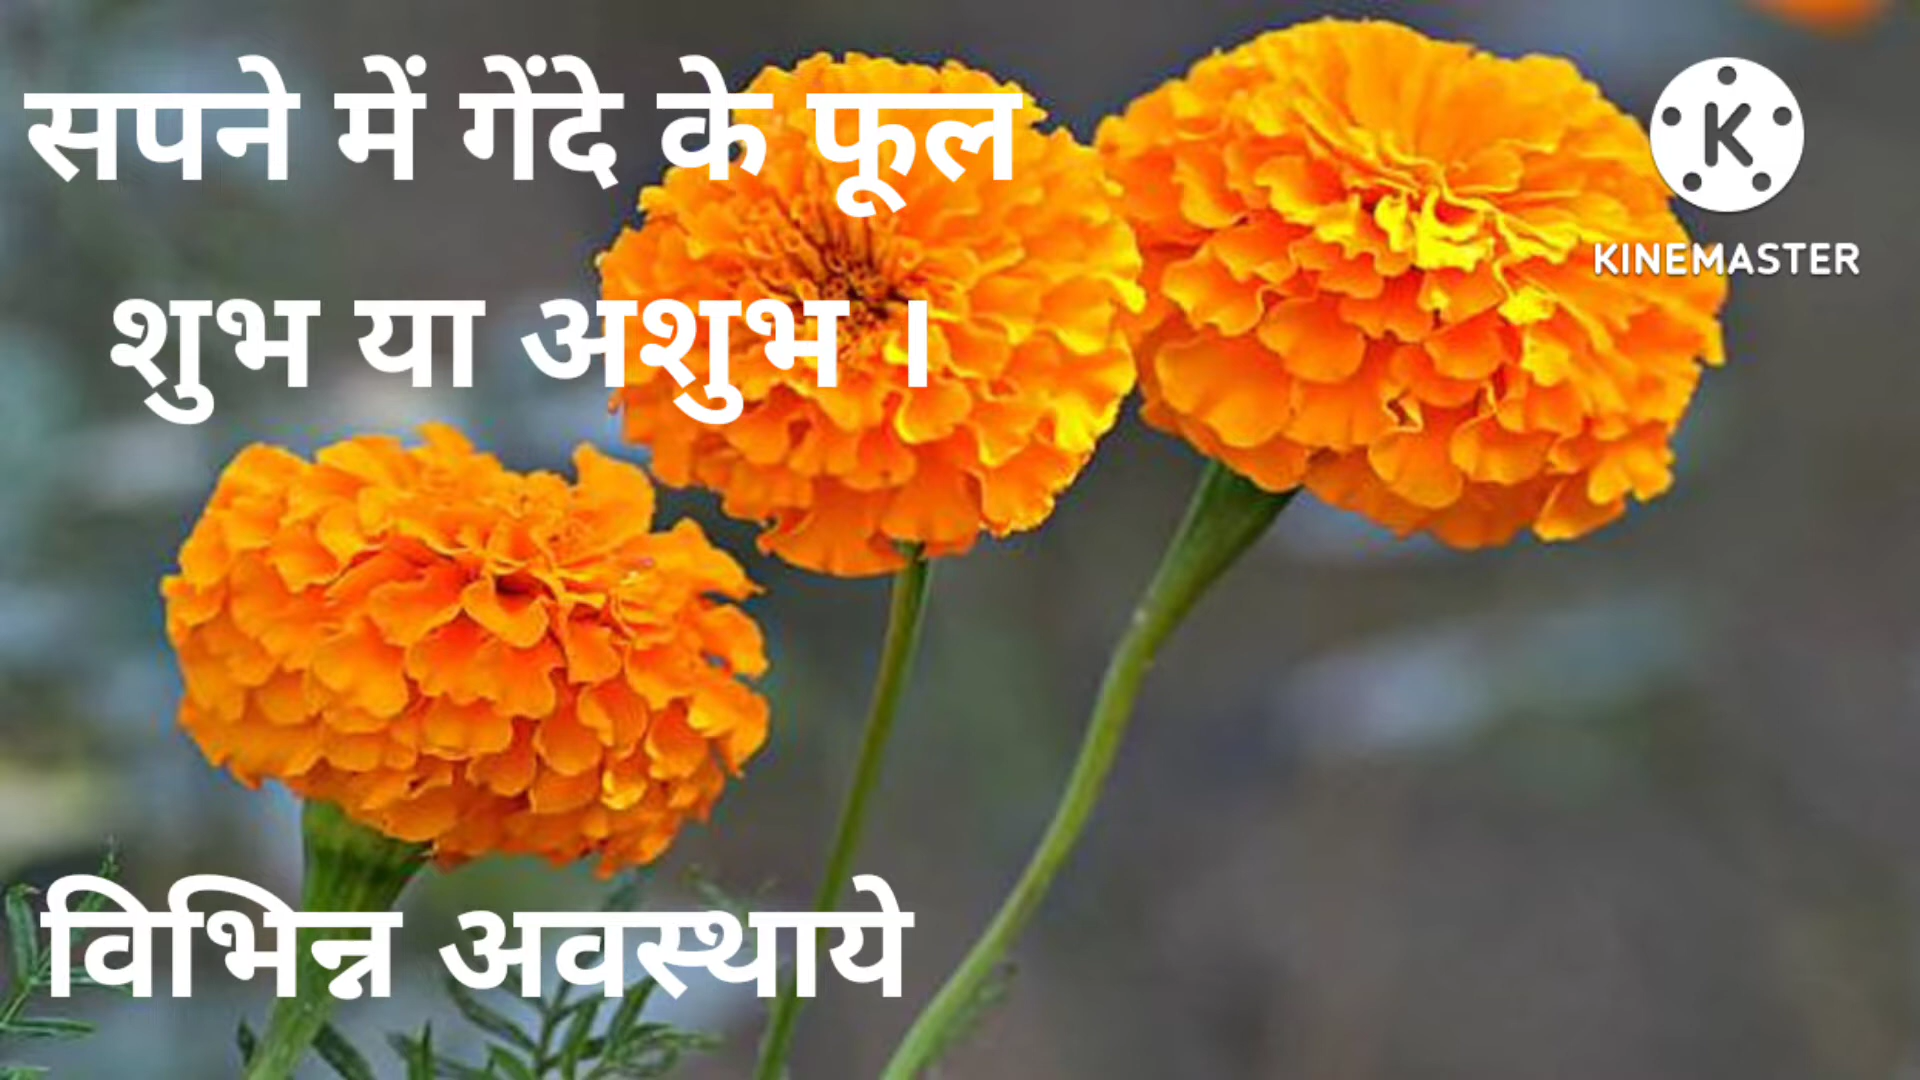 सपने में गेंदे के फूल
शुभ या अशुभ ।
K
KINEMASTER
विभिन्न अवस्थाये